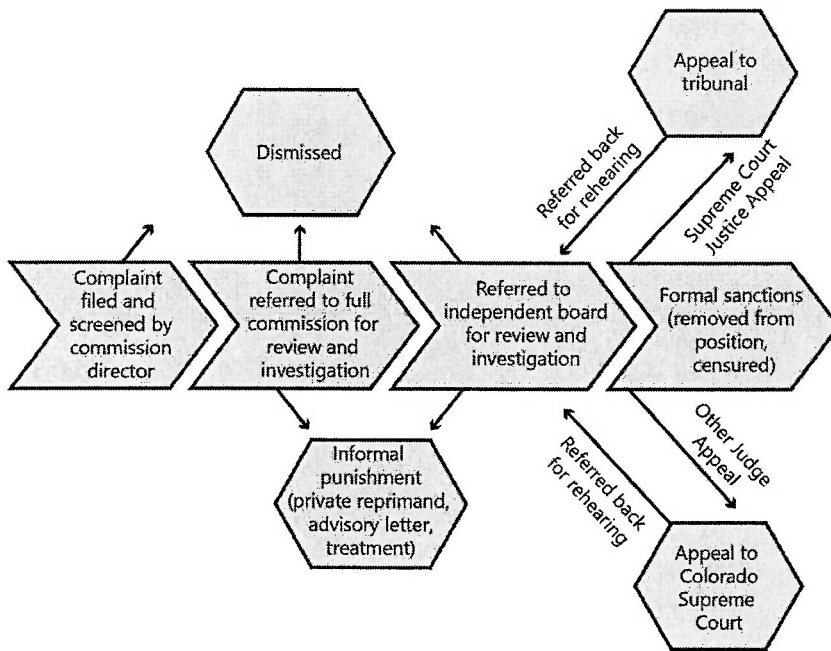 Appeal to
tribunal
Dismissed
Referred back
for rehearing
Supreme Court
Justice Appeal
Complaint
filed and
screened by
commission
director
Complaint
referred to full
commission for
review and
investigation
Referred to
independent board
for review and
investigation
Formal sanctions
(removed from
position,
censured)
Informal
punishment
(private reprimand,
advisory letter,
treatment)
Referred back
for rehearing
Other Judge
Appeal
Appeal to
Colorado
Supreme
Court